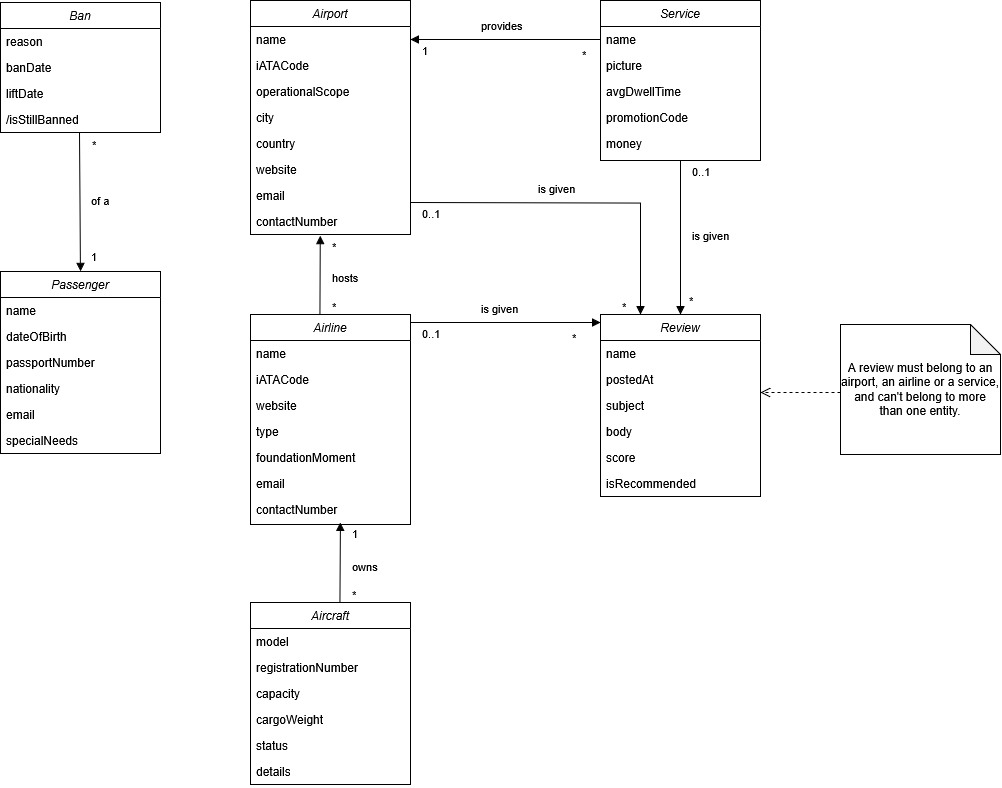 Ban
reason
banDate
liftDate
/isStillBanned
*
of a
1
Passenger
name
dateOfBirth
passportNumber
nationality
email
specialNeeds
Airport
name
iATACode
operationalScope
city
country
website
email
contactNumber
provides
1
*
Service
name
picture
avgDwellTime
promotionCode
money
0..1
is given
*
is given
0..1
*
*
hosts
*
Airline
name
iATACode
website
type
foundationMoment
email
contactNumber
is given
0..1
*
Review
name
postedAt
subject
body
score
isRecommended
A review must belong to an
airport, an airline or a service,
and can't belong to more
than one entity.
1
owns
*
Aircraft
model
registrationNumber
capacity
cargoWeight
status
details